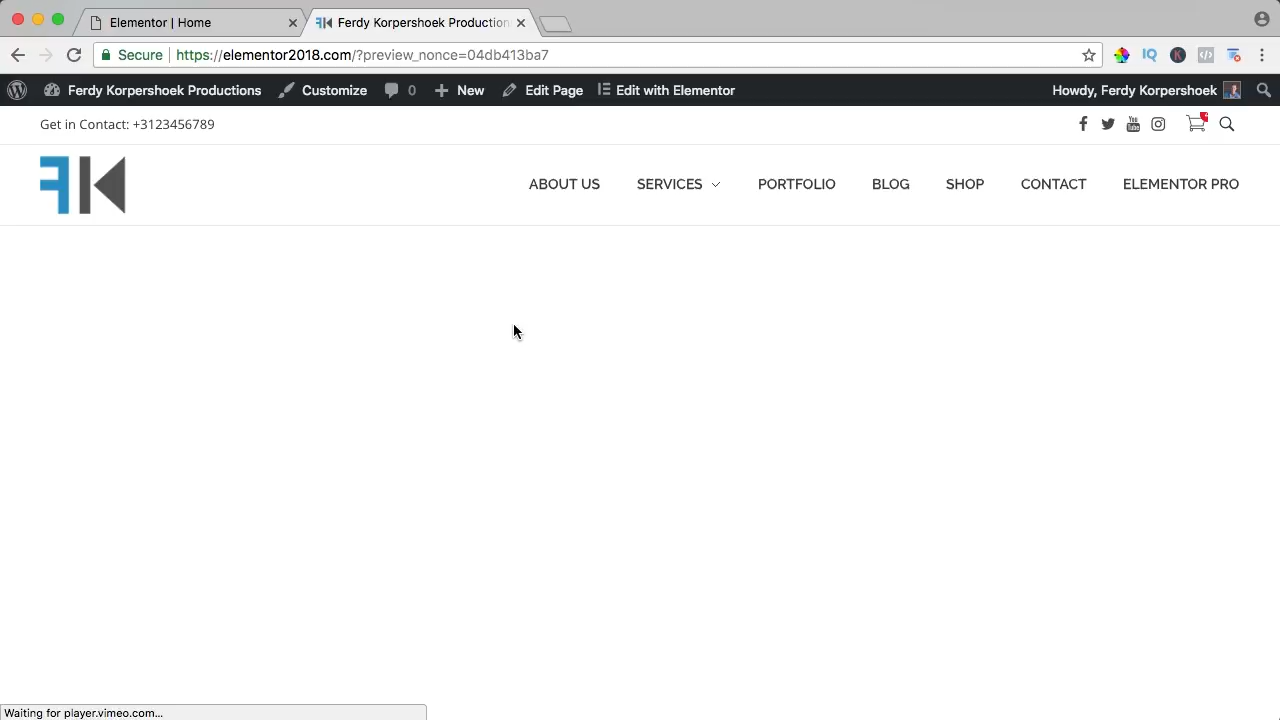 Elementor | Home
Ferdy Korpershoek Production
Secure https://elementor2018.com/?preview_nonce=04db413ba7
Ferdy Korpershoek Productions Customize 0 New Edit Page Edit with Elementor Howdy, Ferdy Korpershoek
Get in Contact: +3123456789
FK
ABOUT US SERVICES PORTFOLIO BLOG SHOP CONTACT ELEMENTOR PRO
Waiting for player.vimeo.com...